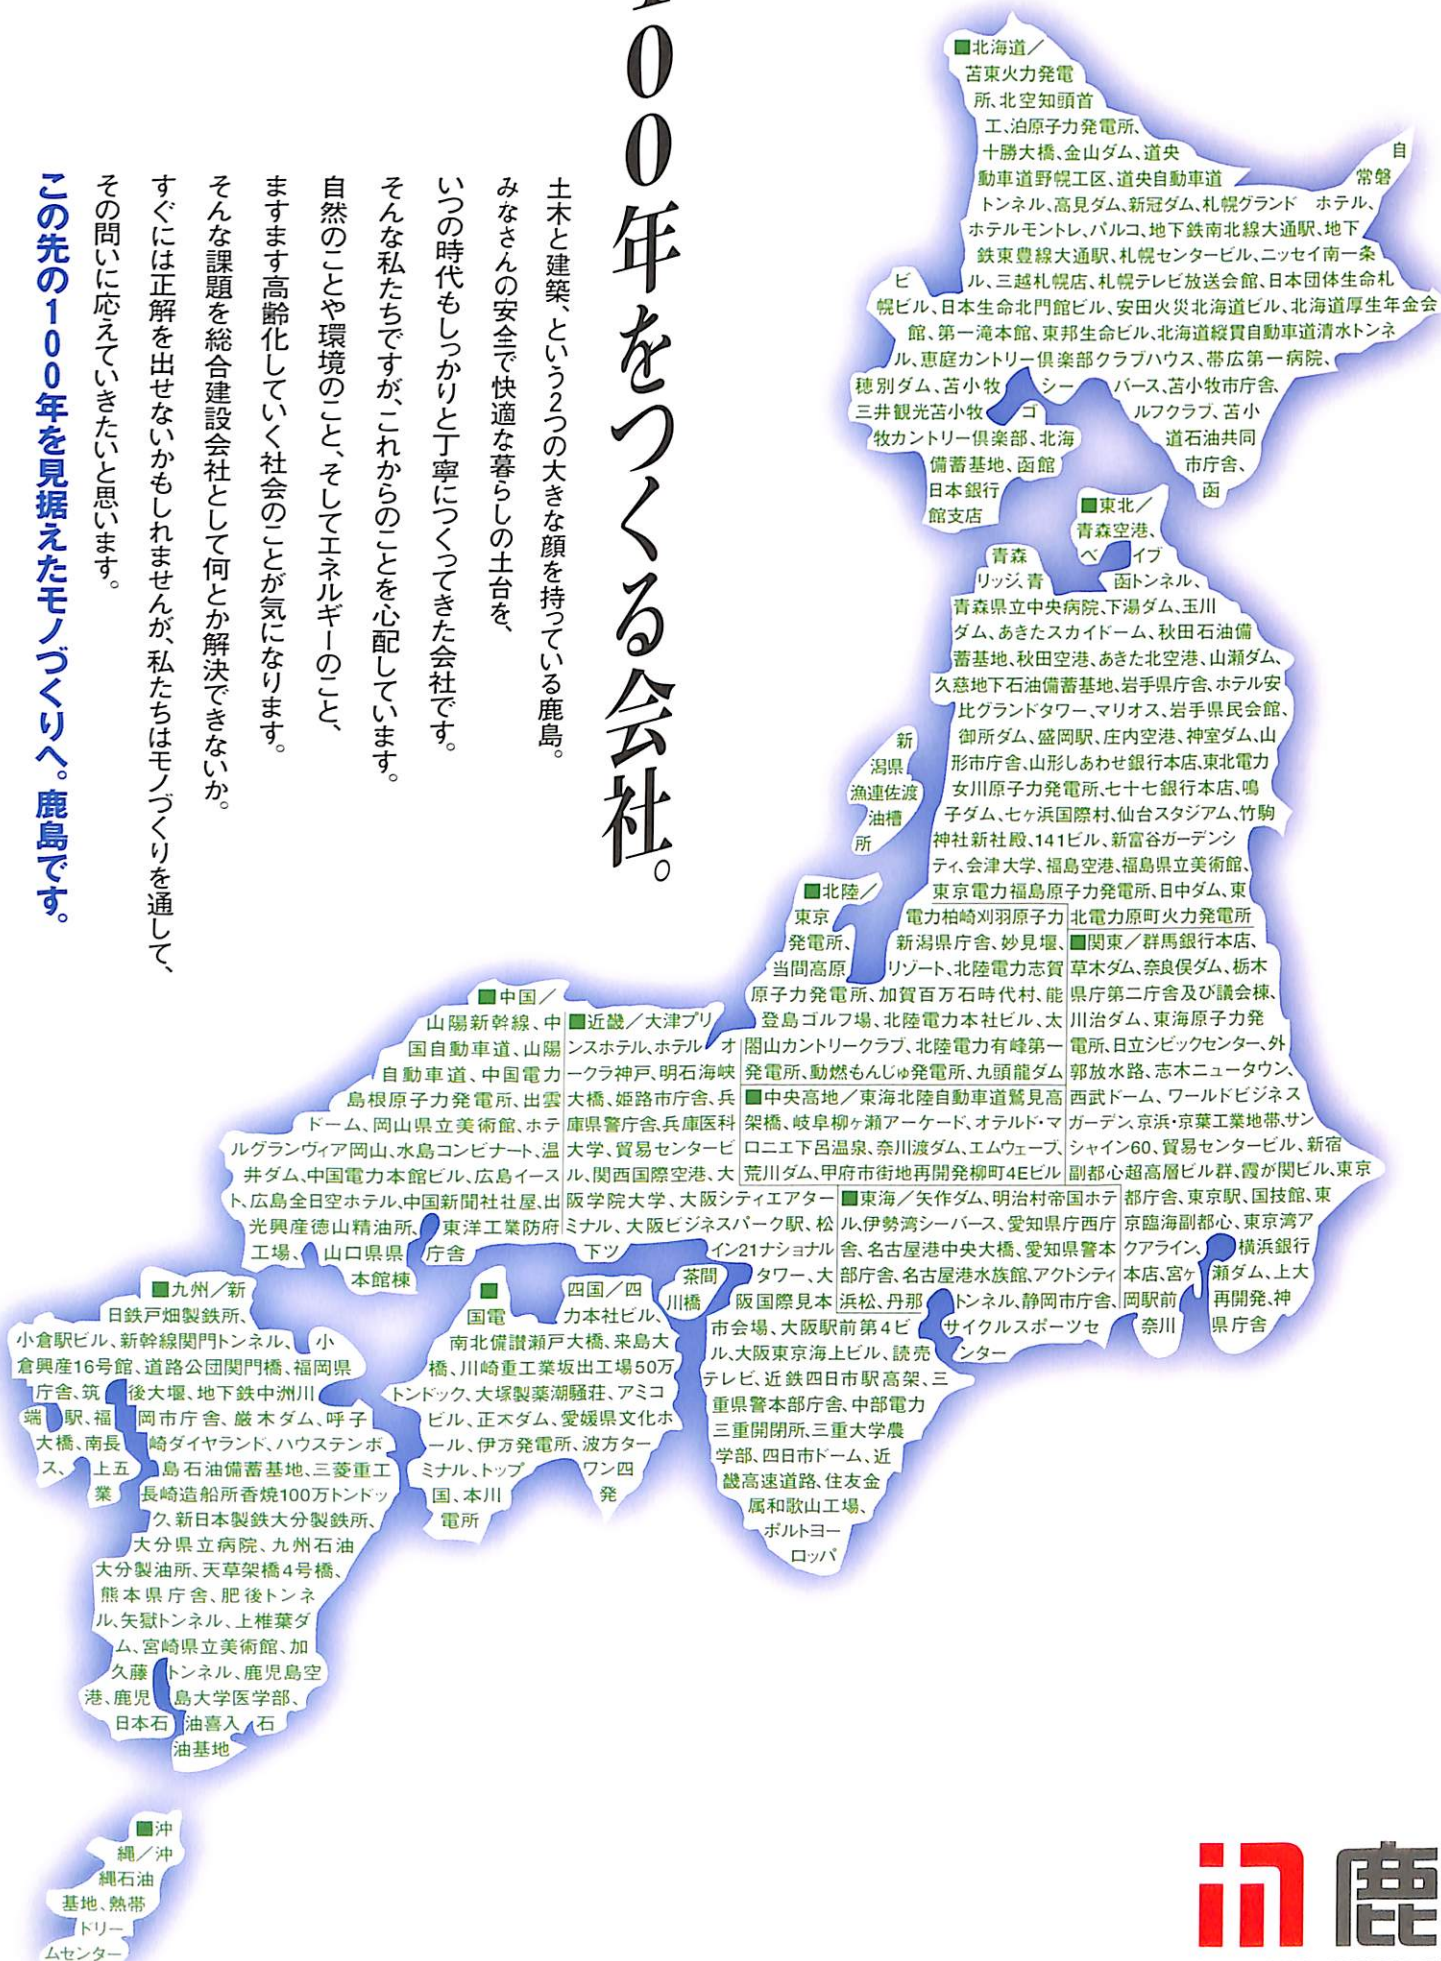 100年をつくる会社。
土木と建築、という2つの大きな顔を持っている鹿島。
みなさんの安全で快適な暮らしの土台を、
いつの時代もしっかりと丁寧につくってきた会社です。
そんな私たちですが、これからのことを心配しています。
自然のことや環境のこと、そしてエネルギーのこと、
ますます高齢化していく社会のことが気になります。
そんな課題を総合建設会社として何とか解決できないか。
すぐには正解を出せないかもしれませんが、私たちはモノづくりを通して、
その問いに応えていきたいと思います。
この先の100年を見据えたモノづくりへ。鹿島です。
■北海道／
苫東火力発電
所、北空知頭首
工、泊原子力発電所、
十勝大橋、金山ダム、道央 自
動車道野幌工区、道央自動車道 常磐
トンネル、高見ダム、新冠ダム、札幌グランド ホテル、
ホテルモントレ、パルコ、地下鉄南北線大通駅、地下
鉄東豊線大通駅、札幌センタービル、ニッセイ南一条
ビ ル、三越札幌店、札幌テレビ放送会館、日本団体生命札
幌ビル、日本生命北門館ビル、安田火災北海道ビル、北海道厚生年金会
館、第一滝本館、東邦生命ビル、北海道縦貫自動車道清水トンネ
ル、恵庭カントリー倶楽部クラブハウス、帯広第一病院、
穂別ダム、苫小牧 シー バース、苫小牧市庁舎、
三井観光苫小牧 ゴ ルフクラブ、苫小
牧カントリー倶楽部、北海 道石油共同
備蓄基地、函館 市庁舎、
日本銀行 函
館支店
■東北／
青森空港、
青森 ベ イブ
リッジ、青 函トンネル、
青森県立中央病院、下湯ダム、玉川
ダム、あきたスカイドーム、秋田石油備
蓄基地、秋田空港、あきた北空港、山瀬ダム、
久慈地下石油備蓄基地、岩手県庁舎、ホテル安
比グランドタワー、マリオス、岩手県民会館、
御所ダム、盛岡駅、庄内空港、神室ダム、山
形市庁舎、山形しあわせ銀行本店、東北電力
女川原子力発電所、七十七銀行本店、鳴
子ダム、七ヶ浜国際村、仙台スタジアム、竹駒
神社新社殿、141ビル、新富谷ガーデンシ
ティ、会津大学、福島空港、福島県立美術館、
東京電力福島原子力発電所、日中ダム、東
北電力原町火力発電所
新
潟県
漁連佐渡
油槽
所
■北陸／
東京 電力柏崎刈羽原子力
発電所、 新潟県庁舎、妙見堰、
当間高原 リゾート、北陸電力志賀
原子力発電所、加賀百万石時代村、能
登島ゴルフ場、北陸電力本社ビル、太
閤山カントリークラブ、北陸電力有峰第一
発電所、動燃もんじゅ発電所、九頭龍ダム
■関東／群馬銀行本店、
草木ダム、奈良俣ダム、栃木
県庁第二庁舎及び議会棟、
川治ダム、東海原子力発
電所、日立シビックセンター、外
郭放水路、志木ニュータウン、
西武ドーム、ワールドビジネス
ガーデン、京浜・京葉工業地帯、サン
シャイン60、貿易センタービル、新宿
副都心超高層ビル群、霞が関ビル、東京
都庁舎、東京駅、国技館、東
京臨海副都心、東京湾ア
クアライン、 横浜銀行
本店、宮ヶ 瀬ダム、上大
岡駅前 再開発、神
奈川 県庁舎
■中央高地／東海北陸自動車道鷲見高
架橋、岐阜柳ヶ瀬アーケード、オテルド・マ
ロニエ下呂温泉、奈川渡ダム、エムウェーブ、
荒川ダム、甲府市街地再開発柳町4Eビル
■東海／矢作ダム、明治村帝国ホテ
ル、伊勢湾シーバース、愛知県庁西庁
舎、名古屋港中央大橋、愛知県警本
部庁舎、名古屋港水族館、アクトシティ
浜松、丹那 トンネル、静岡市庁舎、
サイクルスポーツセ
ンター
■近畿／大津プリ
ンスホテル、ホテル オ
ークラ神戸、明石海峡
大橋、姫路市庁舎、兵
庫県警庁舎、兵庫医科
大学、貿易センタービ
ル、関西国際空港、大
阪学院大学、大阪シティエアター
ミナル、大阪ビジネスパーク駅、松
下ツ イン21ナショナル
タワー、大
阪国際見本
市会場、大阪駅前第4ビ
ル、大阪東京海上ビル、読売
テレビ、近鉄四日市駅高架、三
重県警本部庁舎、中部電力
三重開閉所、三重大学農
学部、四日市ドーム、近
畿高速道路、住友金
属和歌山工場、
ポルトヨー
ロッパ
茶間
川橋
■中国／
山陽新幹線、中
国自動車道、山陽
自動車道、中国電力
島根原子力発電所、出雲
ドーム、岡山県立美術館、ホテ
ルグランヴィア岡山、水島コンビナート、温
井ダム、中国電力本館ビル、広島イース
ト、広島全日空ホテル、中国新聞社社屋、出
光興産徳山精油所、 東洋工業防府
工場、 山口県県 庁舎
本館棟
■ 四国／四
国電 力本社ビル、
南北備讃瀬戸大橋、来島大
橋、川崎重工業坂出工場50万
トンドック、大塚製薬潮騒荘、アミコ
ビル、正木ダム、愛媛県文化ホ
ール、伊方発電所、波方ター
ミナル、トップ ワン四
国、本川 発
電所
■九州／新
日鉄戸畑製鉄所、
小倉駅ビル、新幹線関門トンネル、 小
倉興産16号館、道路公団関門橋、福岡県
庁舎、筑 後大堰、地下鉄中洲川
端 駅、福 岡市庁舎、厳木ダム、呼子
大橋、南長 崎ダイヤランド、ハウステンボ
ス、 上五 島石油備蓄基地、三菱重工
業 長崎造船所香焼100万トンドッ
ク、新日本製鉄大分製鉄所、
大分県立病院、九州石油
大分製油所、天草架橋4号橋、
熊本県庁舎、肥後トンネ
ル、矢嶽トンネル、上椎葉ダ
ム、宮崎県立美術館、加
久藤 トンネル、鹿児島空
港、鹿児 島大学医学部、
日本石 油喜入 石
油基地
■沖
縄／沖
縄石油
基地、熱帯
ドリー
ムセンター
鹿